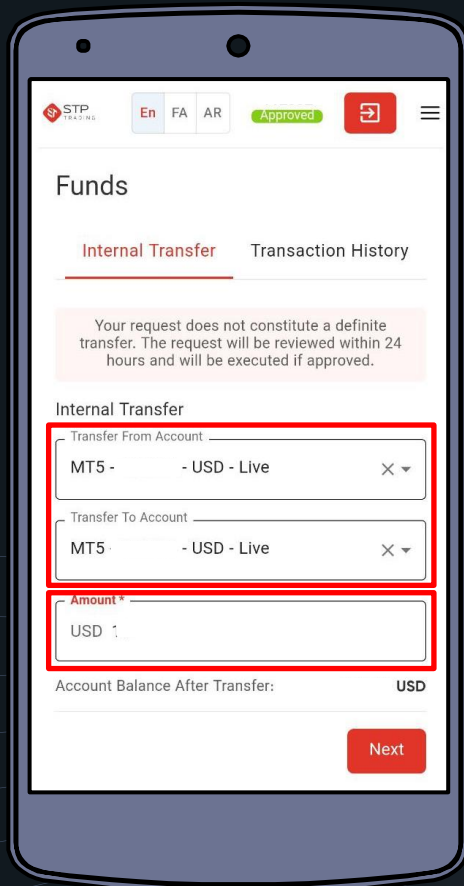 STP
TRADING
En FA AR
Approved
Funds
Internal Transfer Transaction History
Your request does not constitute a definite
transfer. The request will be reviewed within 24
hours and will be executed if approved.
Internal Transfer
Transfer From Account
MT5 - - USD - Live
Transfer To Account
MT5 - - USD - Live
Amount *
USD
Account Balance After Transfer: USD
Next